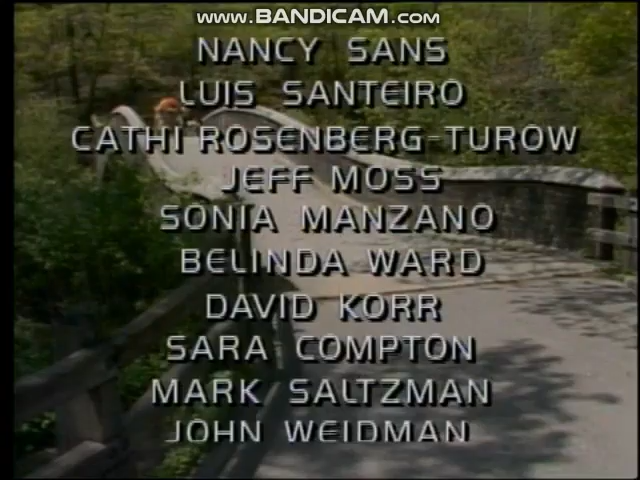 www.BANDICAM.com
NANCY SANS
LUIS SANTEIRO
CATHI ROSENBERG-TUROW
JEFF MOSS
SONIA MANZANO
BELINDA WARD
DAVID KORR
SARA COMPTON
MARK SALTZMAN
JOHN WEIDMAN